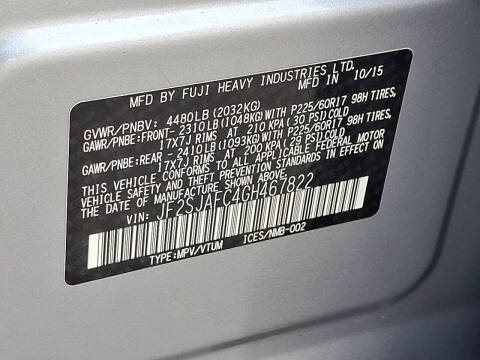 MFD BY FUJI HEAVY INDUSTRIES LTD. 10/15
GVWR/PNBV: 4480LB(2032KG)
GAWR/PNBE:FRONT- 2310LB(1048KG)WITH P225/60R17 98H TIRES,
17X7J RIMS AT 210 KPA (30 PSI)COLD
GAWR/PNBE:REAR - 2410LB(1093KG)WITH P225/60R17 98H TIRES,
17X7J RIMS AT 200 KPA (29 PSI)COLD
THIS VEHICLE CONFORMS TO ALL APPLICABLE FEDERAL MOTOR
VEHICLE SAFETY AND THEFT PREVENTION STANDARDS IN EFFECT
ON THE DATE OF MANUFACTURE SHOWN ABOVE.
VIN: JF2SJAFC4GH467822
TYPE:MPV/VTUM ICES/NMB-002